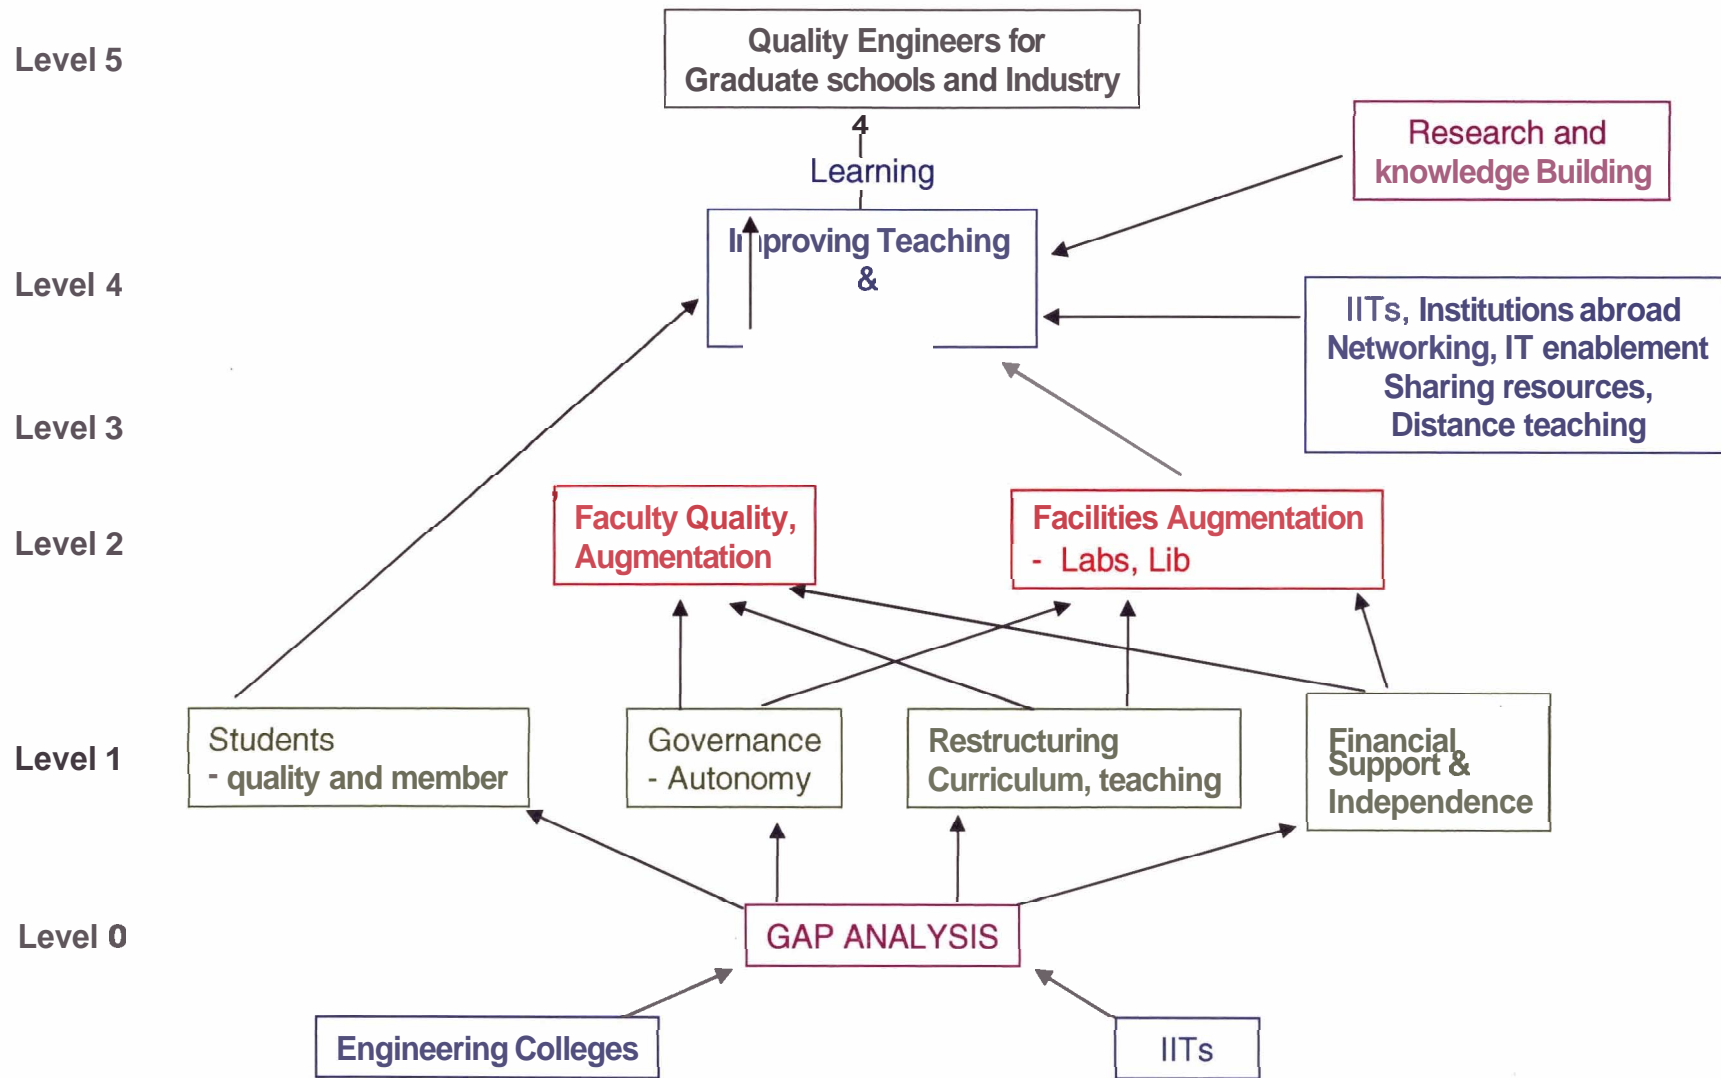 Level 5
Quality Engineers for
Graduate schools and Industry
4
Learning
Research and
knowledge Building
Level 4
Improving Teaching
&
IITs, Institutions abroad
Networking, IT enablement
Sharing resources,
Distance teaching
Level 3
Level 2
Faculty Quality,
Augmentation
Facilities Augmentation
- Labs, Lib
Level 1
Students
- quality and member
Governance
- Autonomy
Restructuring
Curriculum, teaching
Financial
Support &
Independence
Level 0
GAP ANALYSIS
Engineering Colleges
IITs